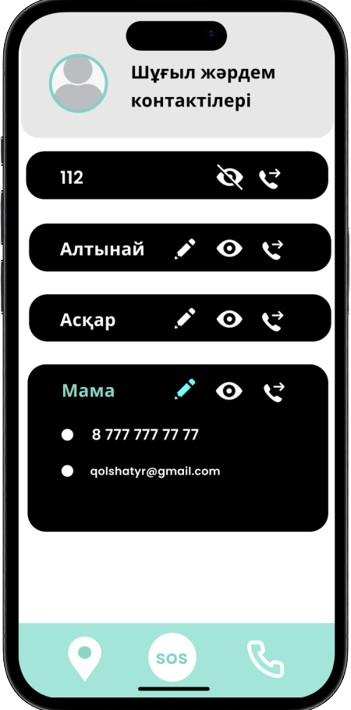 Шұғыл жәрдем
контактілері
112
Алтынай
Асқар
Мама
8 777 777 77 77
qolshatyr@gmail.com
SOS